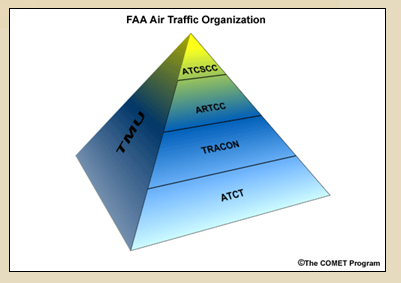 FAA Air Traffic Organization
ATCSCC
ARTCC
TMU
TRACON
ATCT
©The COMET Program